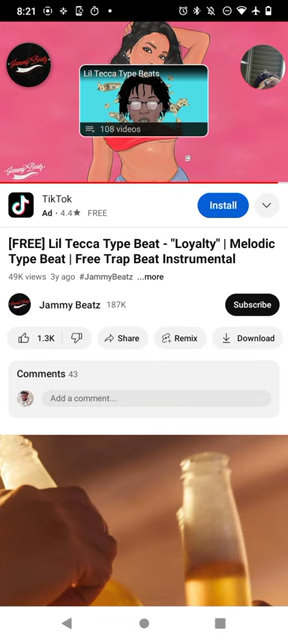 8:21
Lil Tecca Type Beats
108 videos
Jammy Beatz
TikTok
Ad · 4.4★ FREE
Install
[FREE] Lil Tecca Type Beat - "Loyalty" | Melodic
Type Beat | Free Trap Beat Instrumental
49K views 3y ago #JammyBeatz ...more
Jammy Beatz 187K
Subscribe
1.3K
Share
Remix
Download
Comments 43
Add a comment...